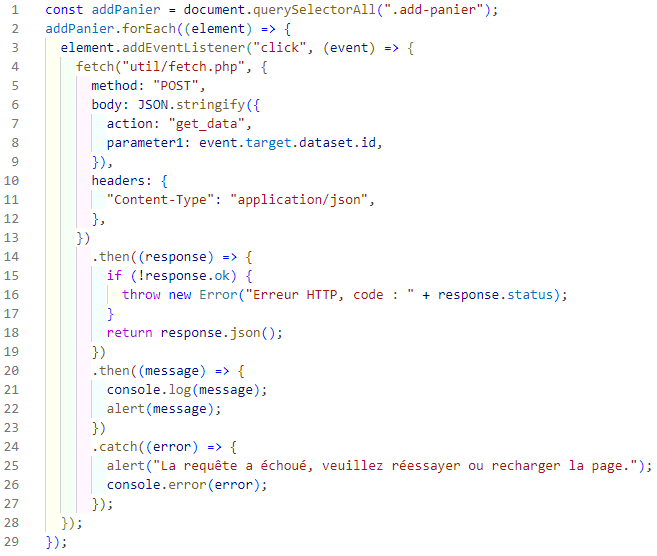 1 const addPanier = document.querySelectorAll(".add-panier");
2 addPanier.forEach((element) => {
3   element.addEventListener("click", (event) => {
4     fetch("util/fetch.php", {
5       method: "POST",
6       body: JSON.stringify({
7         action: "get_data",
8         parameter1: event.target.dataset.id,
9       }),
10       headers: {
11         "Content-Type": "application/json",
12       },
13     })
14       .then((response) => {
15         if (!response.ok) {
16           throw new Error("Erreur HTTP, code : " + response.status);
17         }
18         return response.json();
19       })
20       .then((message) => {
21         console.log(message);
22         alert(message);
23       })
24       .catch((error) => {
25         alert("La requête a échoué, veuillez réessayer ou recharger la page.");
26         console.error(error);
27       });
28   });
29 });